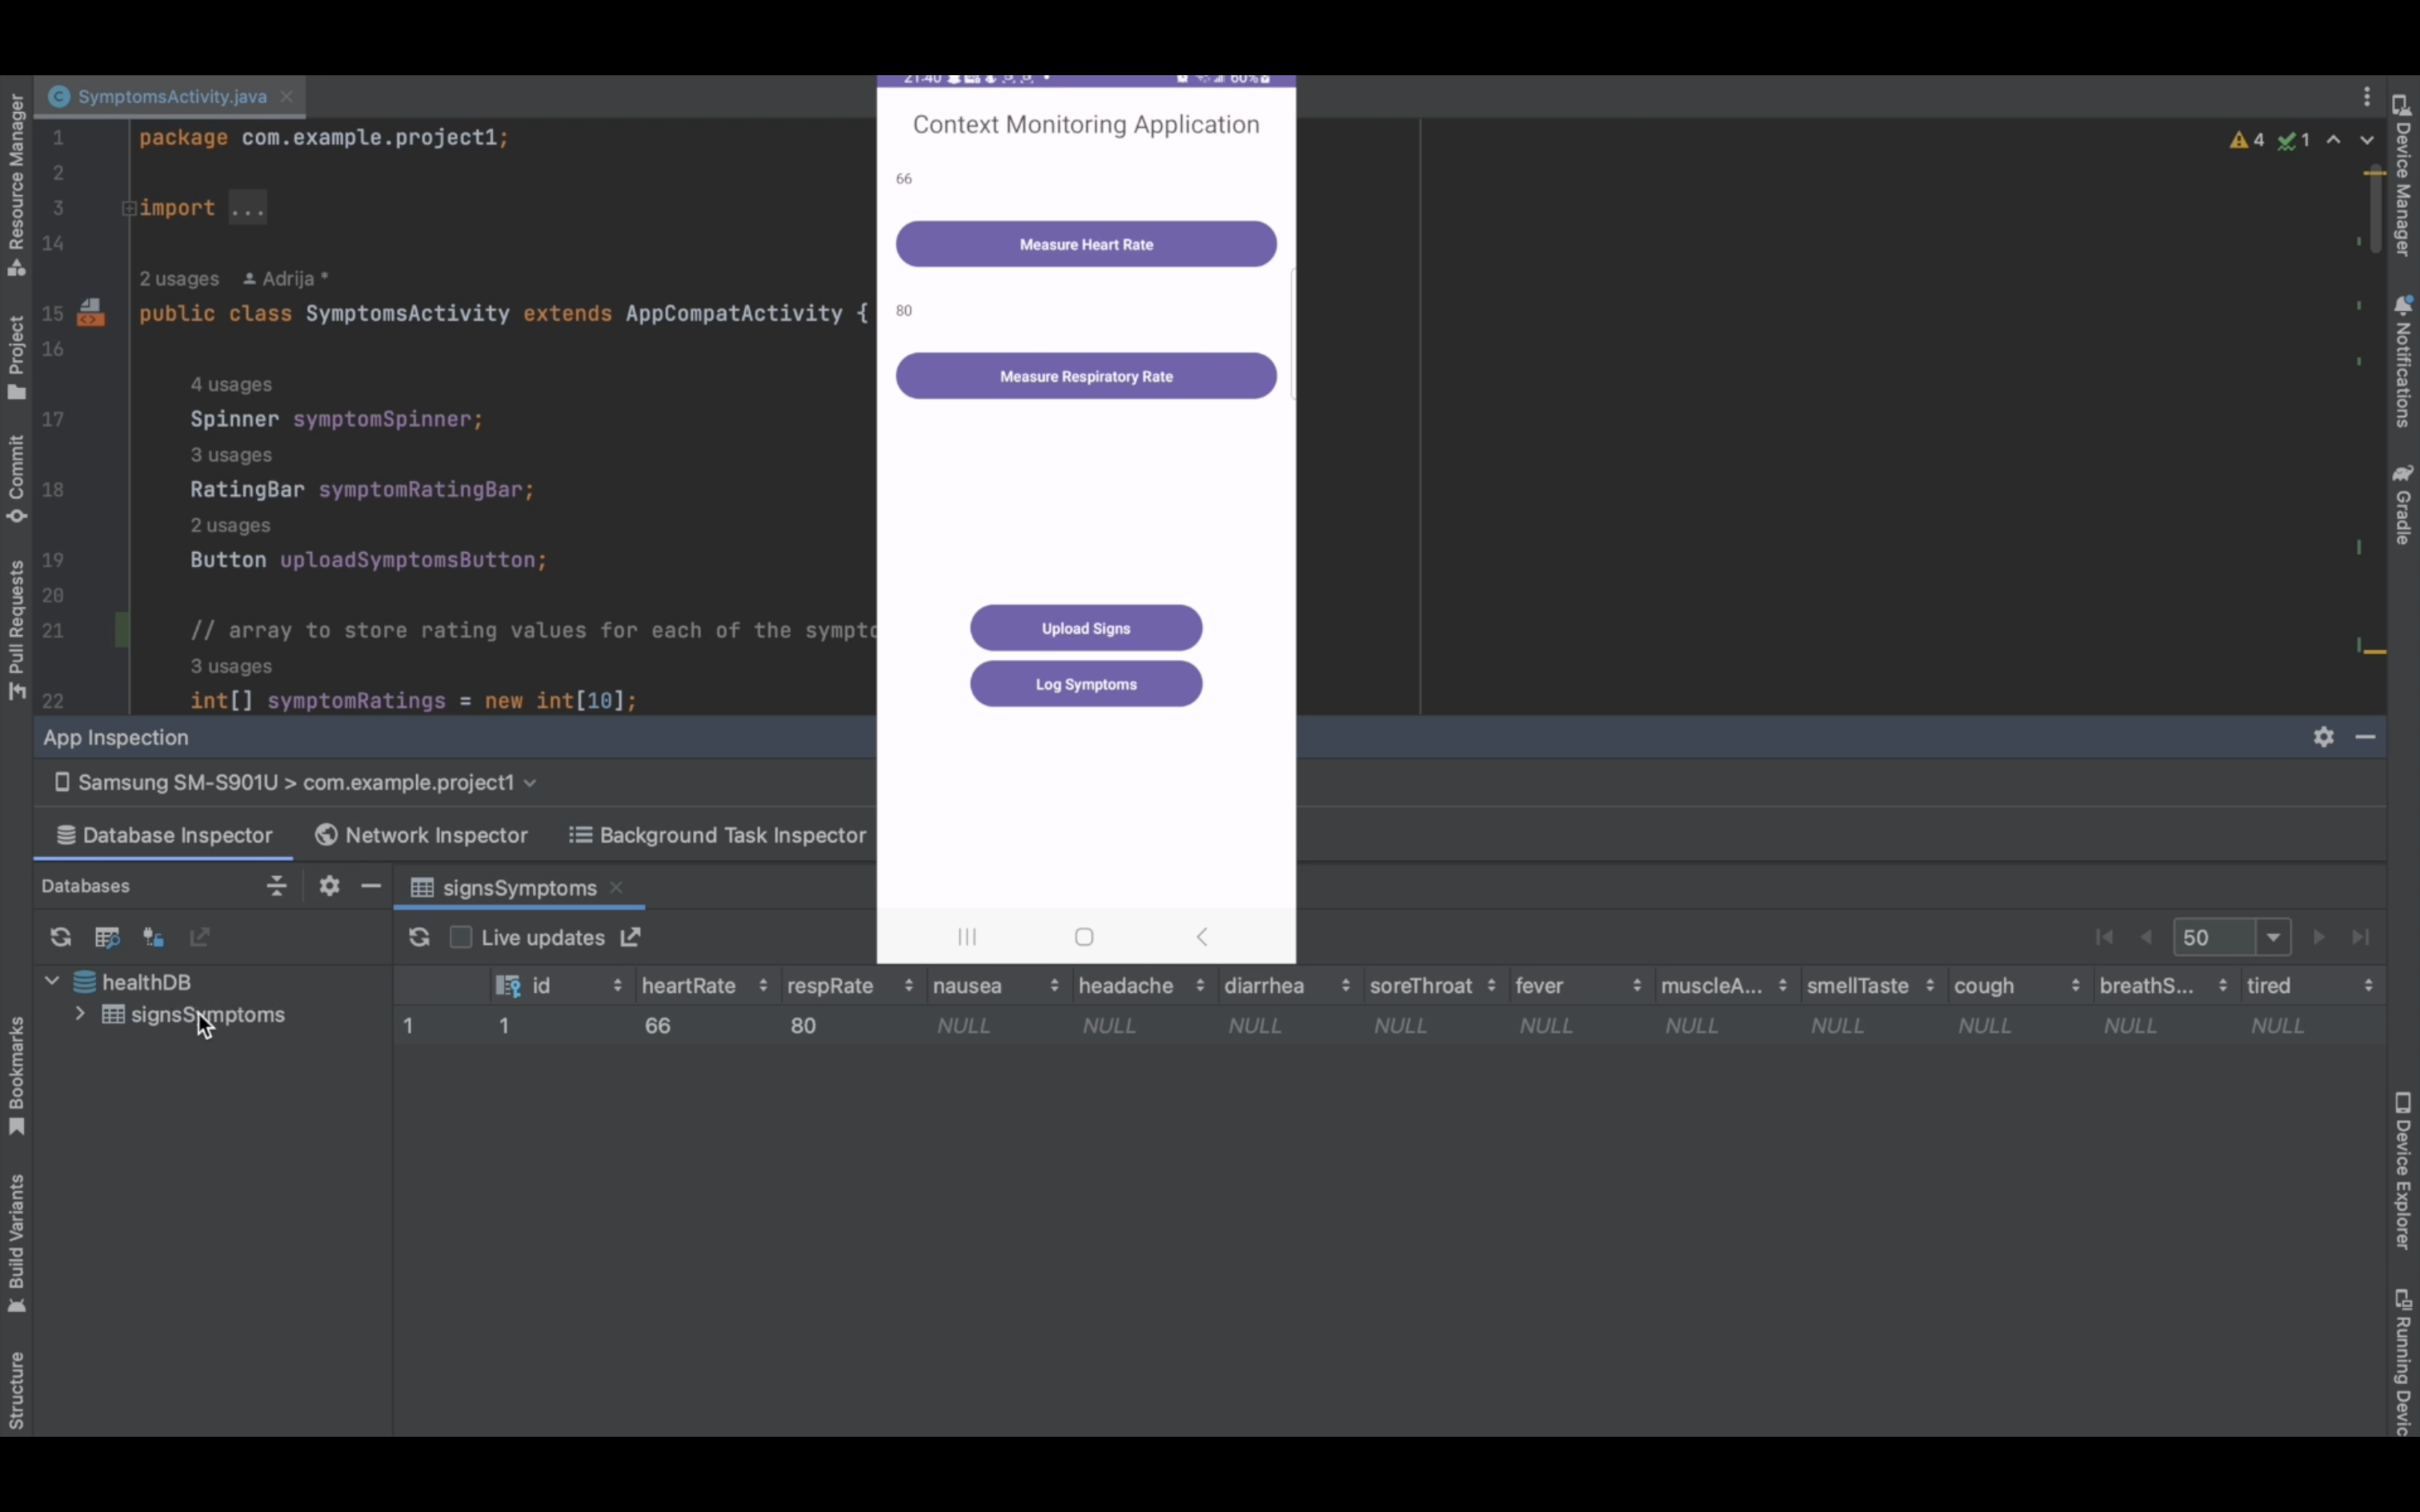 SymptomsActivity.java
4 1
1 package com.example.project1;
2
3 import ...
14
2 usages Adrija *
15 public class SymptomsActivity extends AppCompatActivity {
16
4 usages
17 Spinner symptomSpinner;
3 usages
18 RatingBar symptomRatingBar;
2 usages
19 Button uploadSymptomsButton;
20
21 // array to store rating values for each of the sympto
3 usages
22 int[] symptomRatings = new int[10];
21:40 60%
Context Monitoring Application
66
Measure Heart Rate
80
Measure Respiratory Rate
Upload Signs
Log Symptoms
App Inspection
Samsung SM-S901U > com.example.project1
Database Inspector Network Inspector Background Task Inspector
Databases
signsSymptoms
Live updates
50
healthDB
signsSymptoms
id heartRate respRate nausea headache diarrhea soreThroat fever muscleA... smellTaste cough breathS... tired
1 1 66 80 NULL NULL NULL NULL NULL NULL NULL NULL NULL NULL
Resource Manager
Project
Commit
Pull Requests
Bookmarks
Build Variants
Structure
Device Manager
Notifications
Gradle
Device Explorer
Running Devic